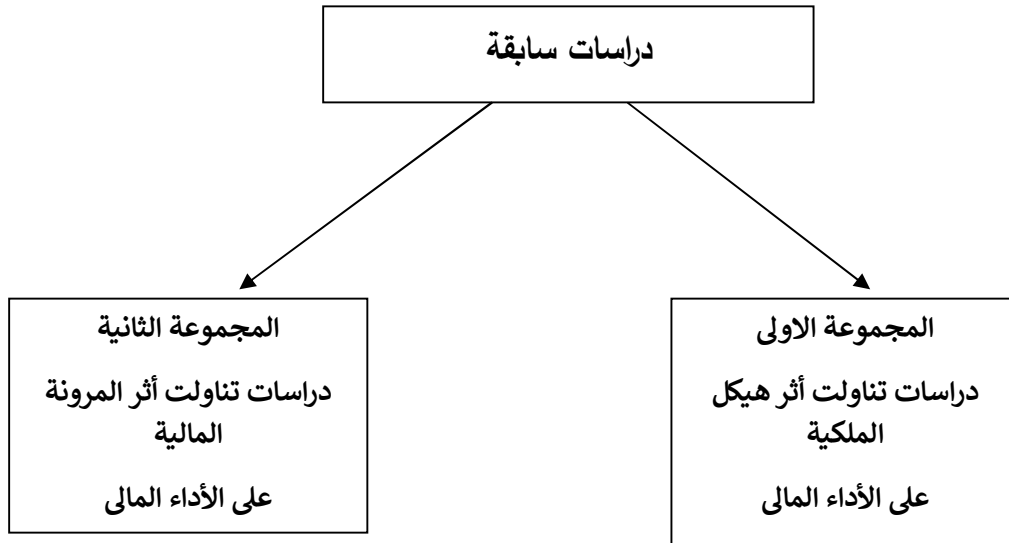 دراسات سابقة
المجموعة الاولى
دراسات تناولت أثر هيكل
الملكية
على الأداء المالى
المجموعة الثانية
دراسات تناولت أثر المرونة
المالية
على الأداء المالى